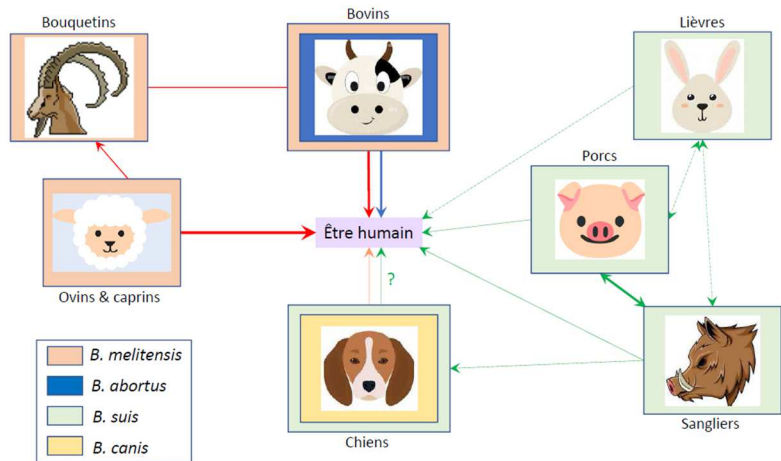 Bouquetins
Bovins
Lièvres
Porcs
Être humain
?
Ovins & caprins
Chiens
Sangliers
B. melitensis
B. abortus
B. suis
B. canis